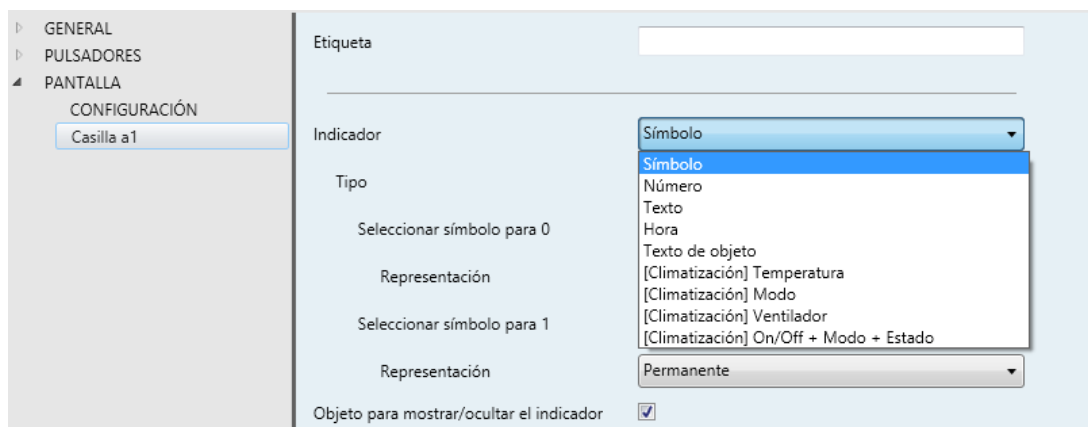 GENERAL
PULSADORES
PANTALLA
CONFIGURACIÓN
Casilla a1
Etiqueta
Indicador
Símbolo
Símbolo
Número
Texto
Hora
Texto de objeto
[Climatización] Temperatura
[Climatización] Modo
[Climatización] Ventilador
[Climatización] On/Off + Modo + Estado
Tipo
Seleccionar símbolo para 0
Representación
Seleccionar símbolo para 1
Representación
Permanente
Objeto para mostrar/ocultar el indicador